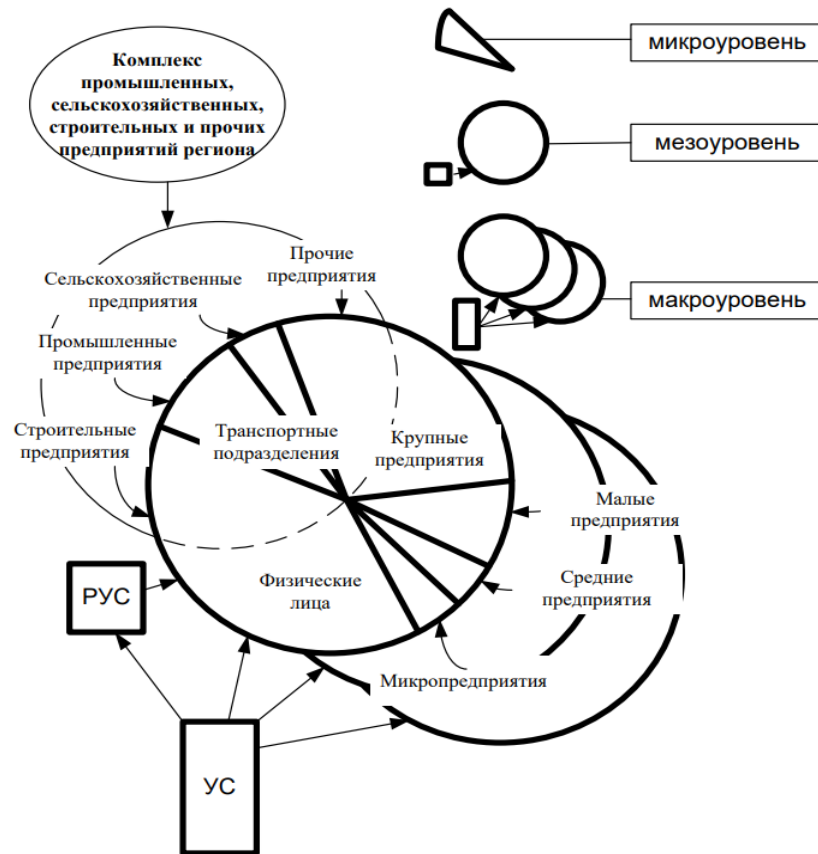 Комплекс
промышленных,
сельскохозяйственных,
строительных и прочих
предприятий региона
микроуровень
мезоуровень
макроуровень
Прочие
предприятия
Сельскохозяйственные
предприятия
Промышленные
предприятия
Строительные
предприятия
Транспортные
подразделения
Крупные
предприятия
Малые
предприятия
Средние
предприятия
Физические
лица
Микропредприятия
РУС
УС